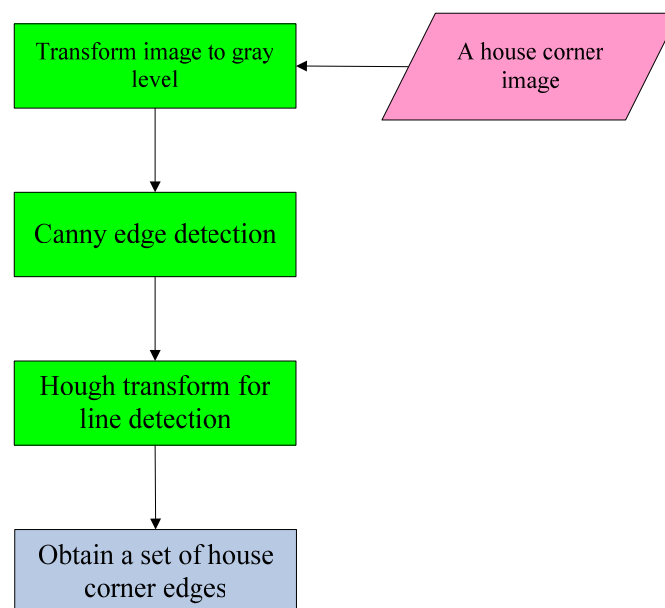 Transform image to gray
level
A house corner
image
Canny edge detection
Hough transform for
line detection
Obtain a set of house
corner edges